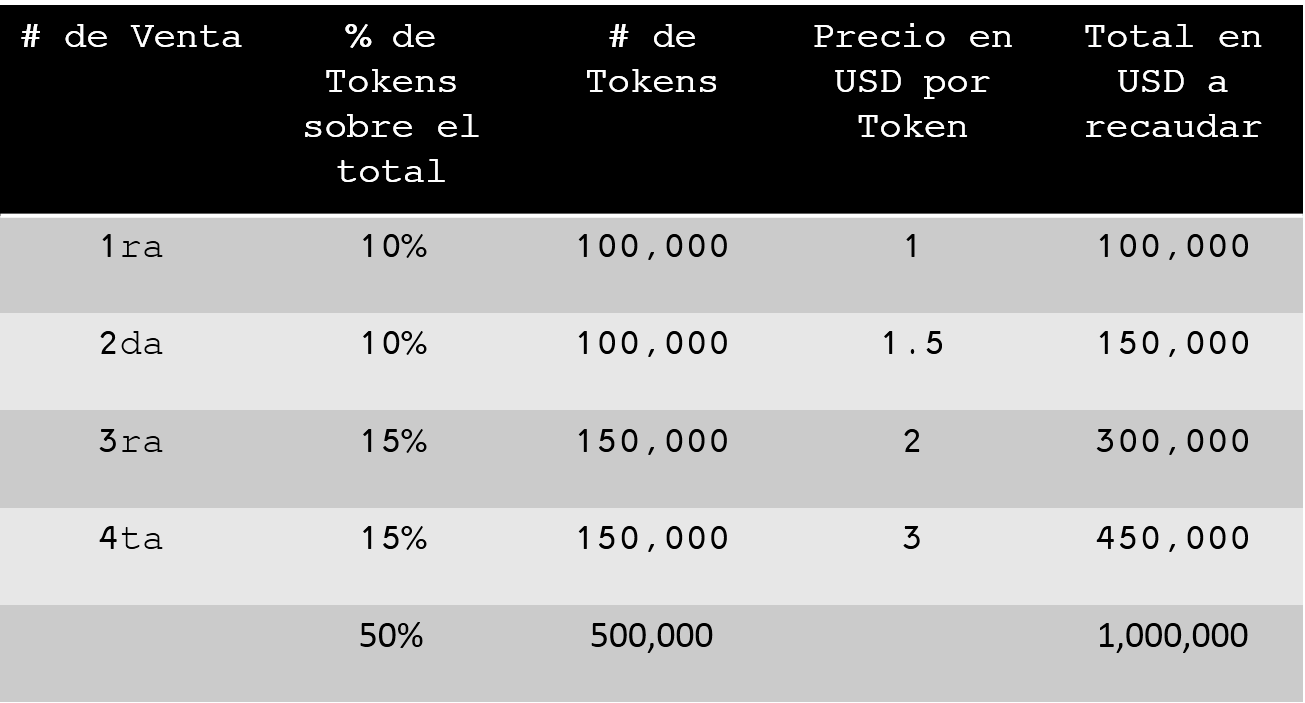 # de Venta % de Tokens sobre el total # de Tokens Precio en USD por Token Total en USD a recaudar
1ra 10% 100,000 1 100,000
2da 10% 100,000 1.5 150,000
3ra 15% 150,000 2 300,000
4ta 15% 150,000 3 450,000
50% 500,000 1,000,000